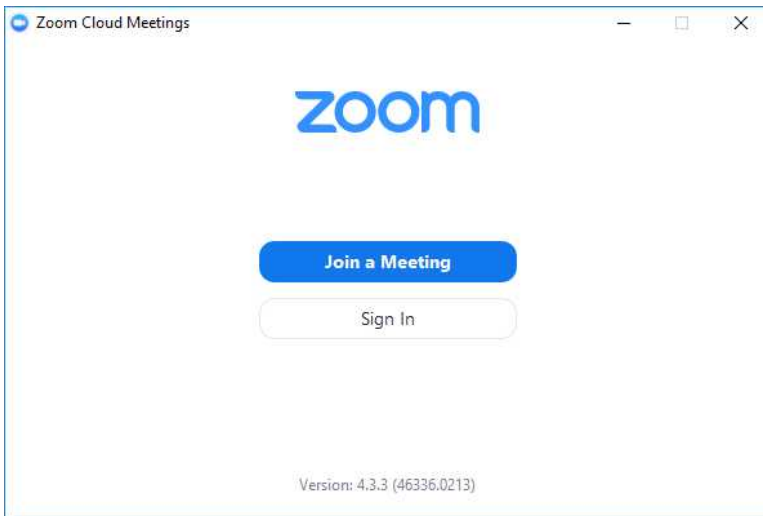 Zoom Cloud Meetings
zoom
Join a Meeting
Sign In
Version: 4.3.3 (46336.0213)